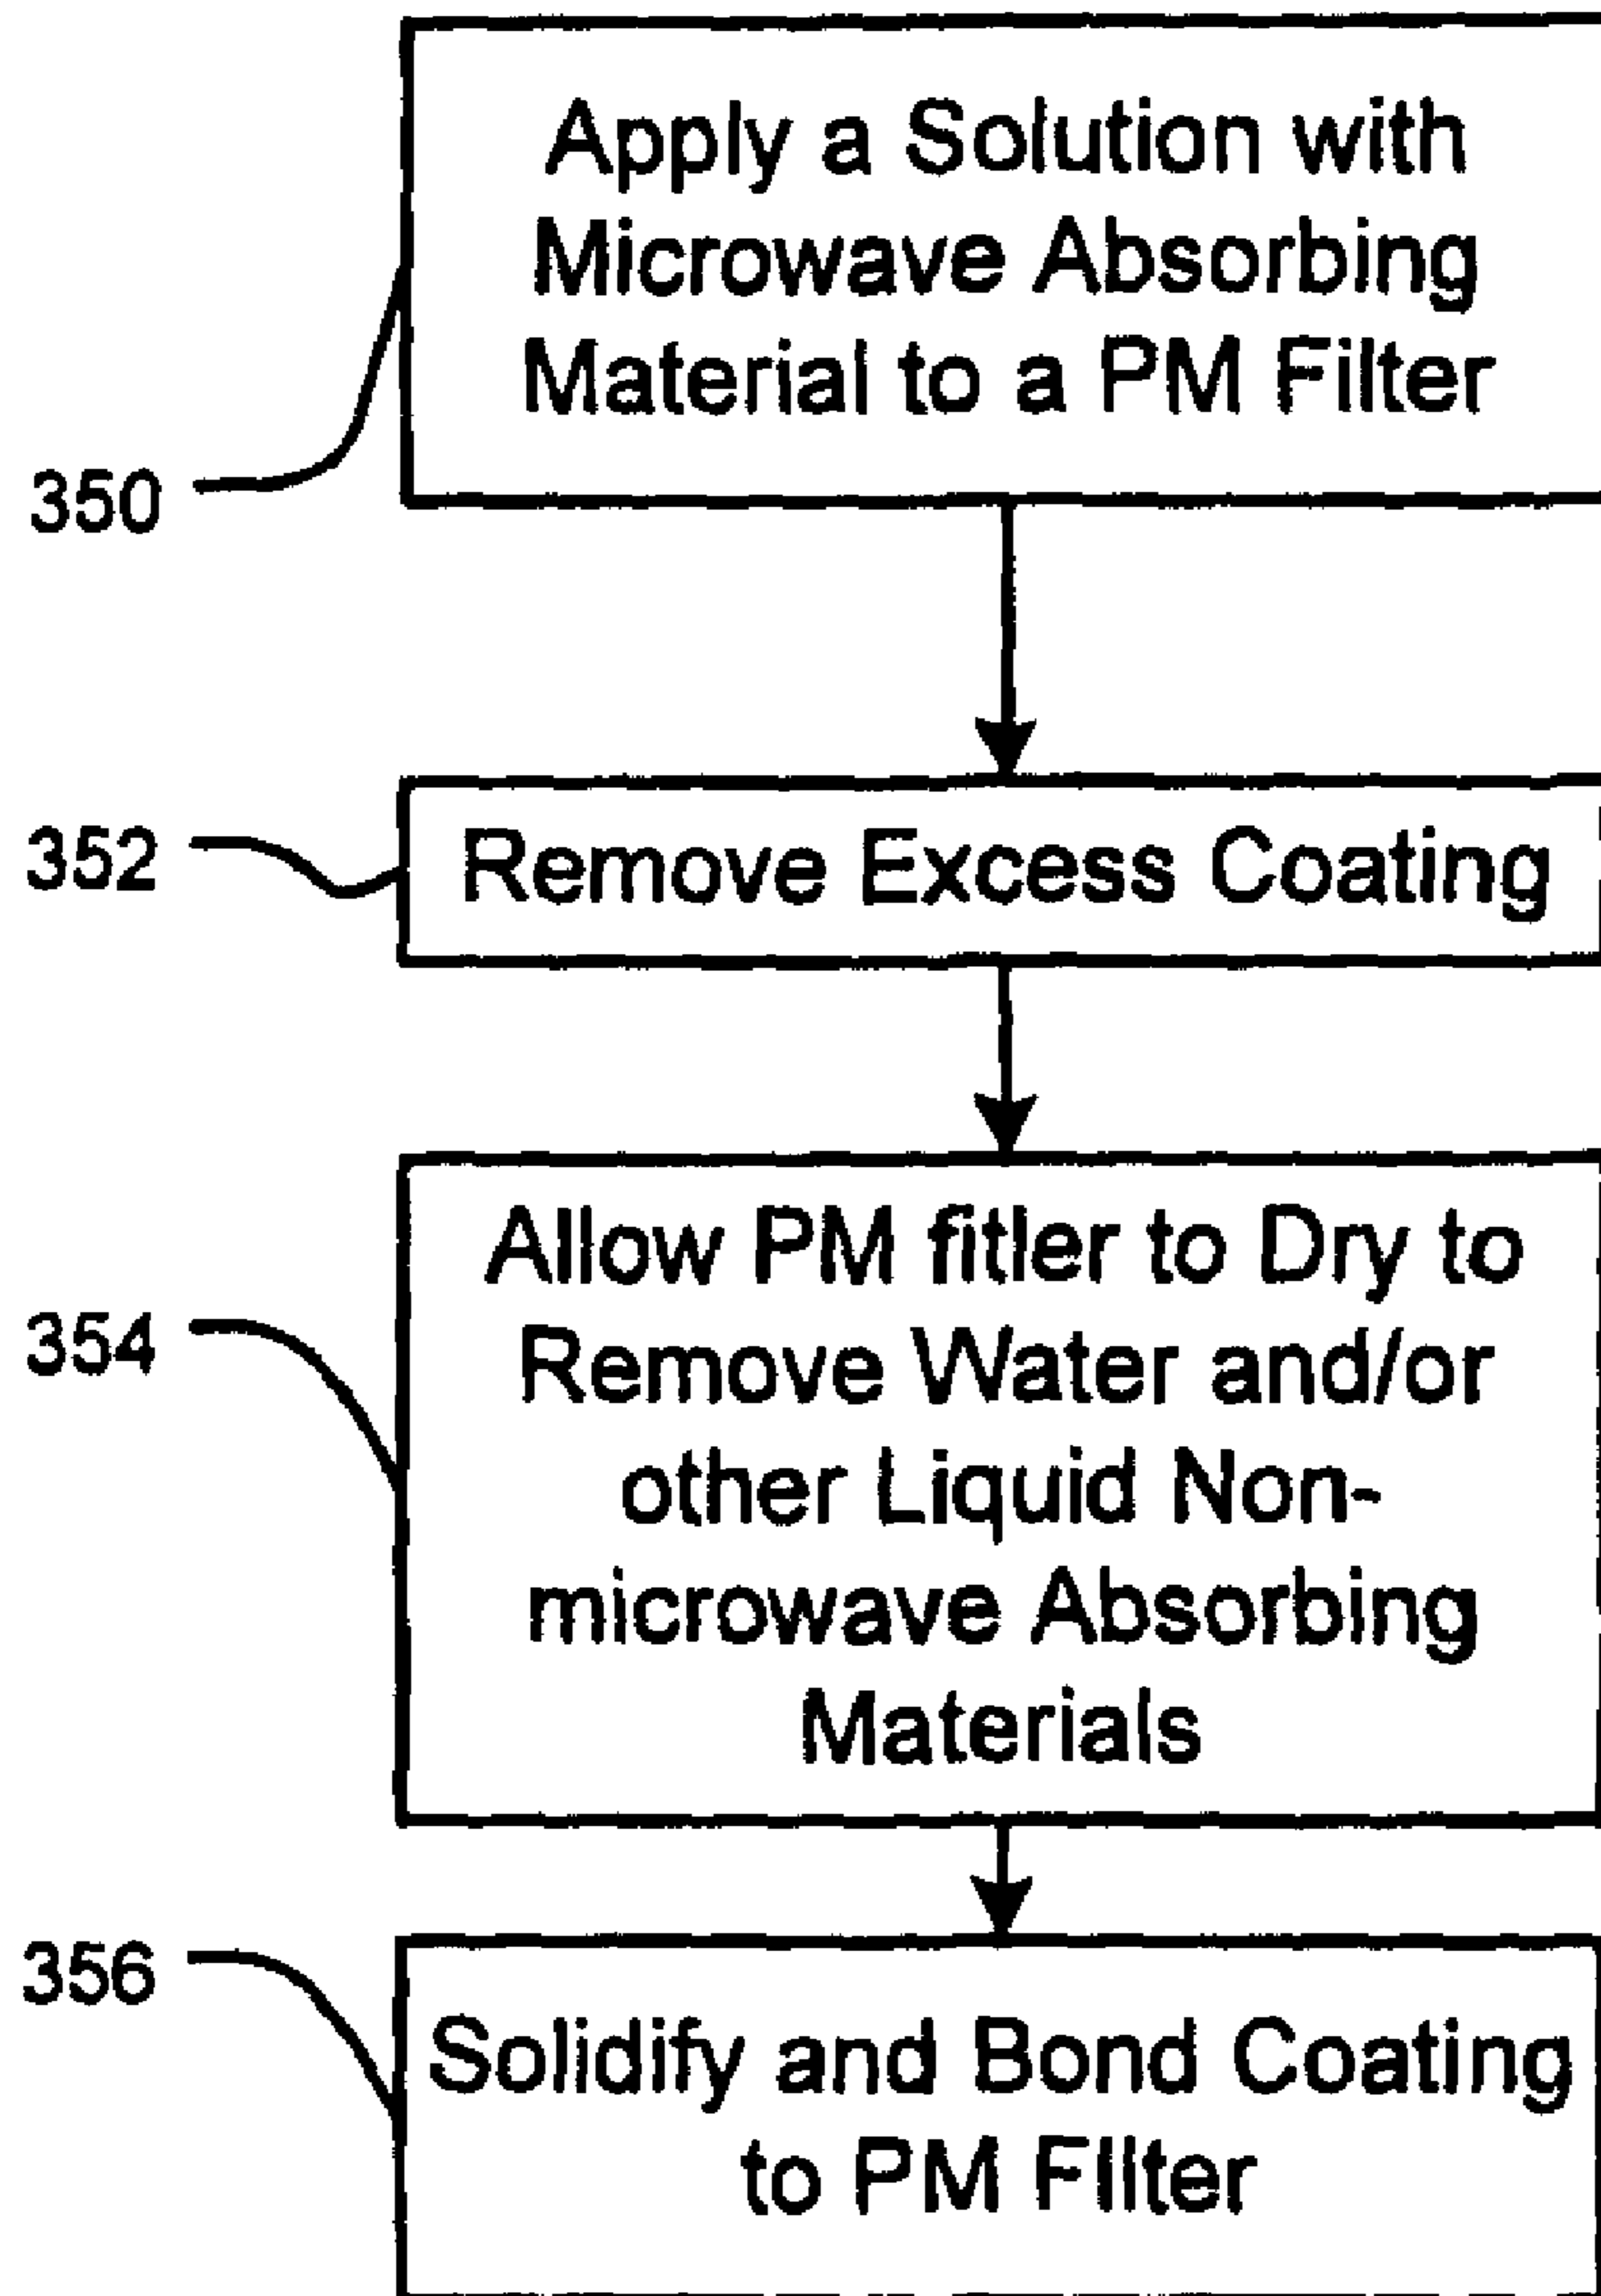 Apply a Solution with
Microwave Absorbing
Material to a PM Filter
350
352
Remove Excess Coating
Allow PM fitler to Dry to
354
Remove Water and/or
other Liquid Non-
microwave Absorbing
Materials
356
Solidify and Bond Coating
to PM Filter